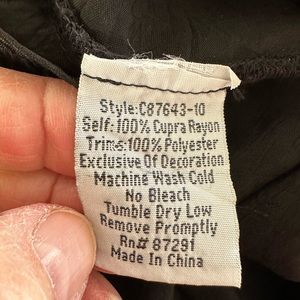 Style:C87643-10
Self:100% Cupra Rayon
Trims:100% Polyester
Exclusive Of Decoration
Machine Wash Cold
No Bleach
Tumble Dry Low
Remove Promptly
Rn# 87291
Made In China